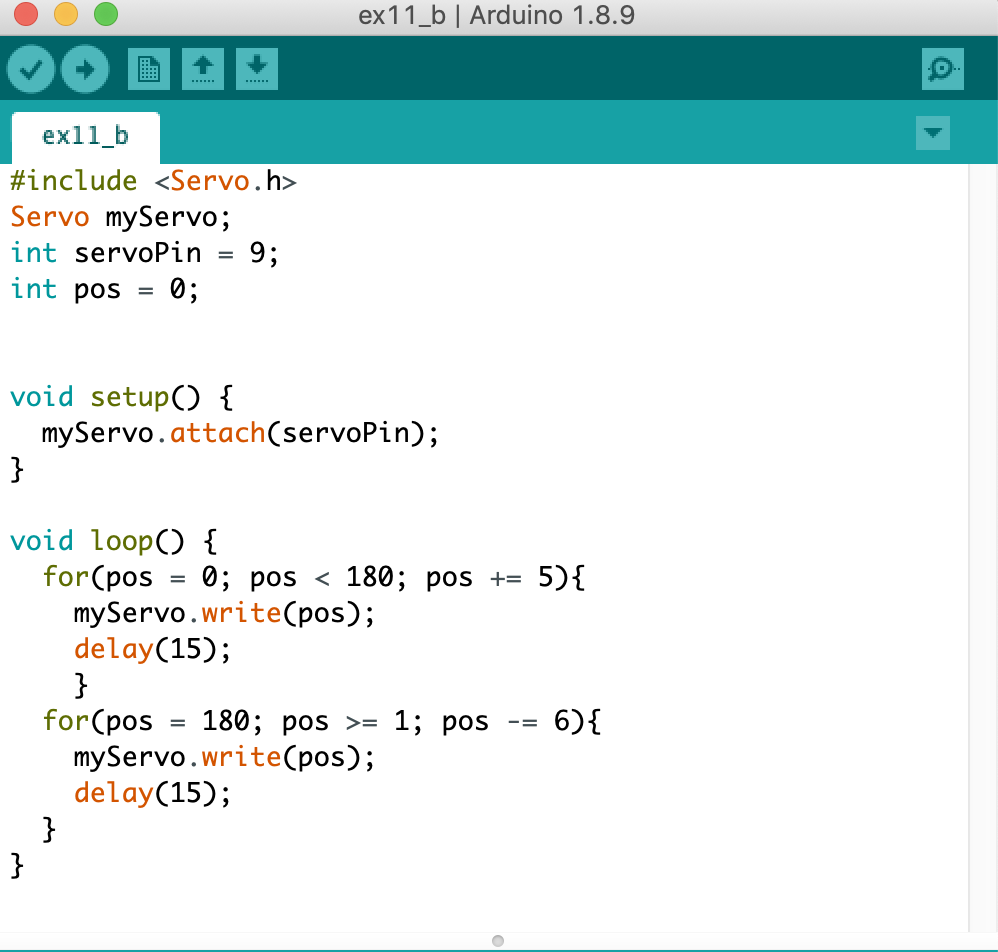 ex11_b | Arduino 1.8.9
ex11_b
#include <Servo.h>
Servo myServo;
int servoPin = 9;
int pos = 0;
void setup() {
  myServo.attach(servoPin);
}
void loop() {
  for(pos = 0; pos < 180; pos += 5){
    myServo.write(pos);
    delay(15);
    }
  for(pos = 180; pos >= 1; pos -= 6){
    myServo.write(pos);
    delay(15);
  }
}